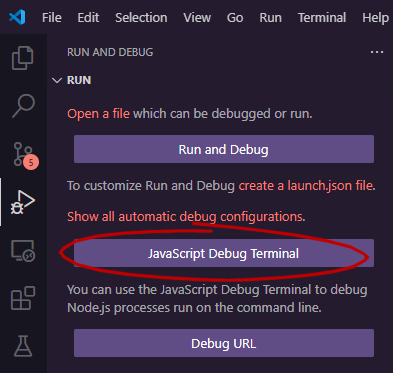 File Edit Selection View Go Run Terminal Help
RUN AND DEBUG
RUN
Open a file which can be debugged or run.
Run and Debug
To customize Run and Debug create a launch.json file.
5
Show all automatic debug configurations.
JavaScript Debug Terminal
You can use the JavaScript Debug Terminal to debug
Node.js processes run on the command line.
Debug URL